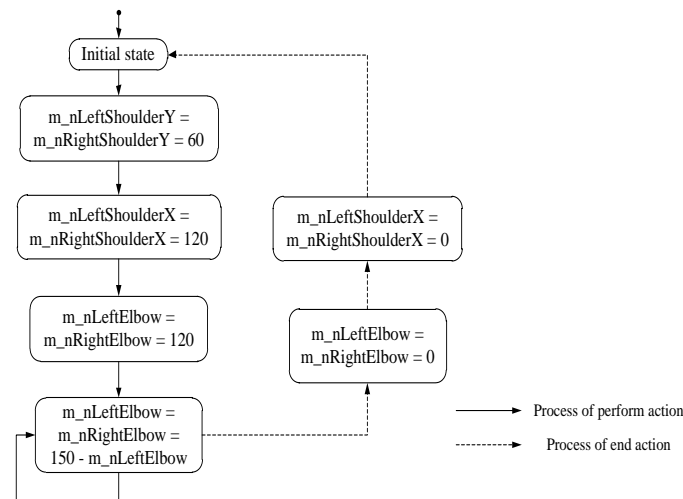 Initial state
m_nLeftShoulderY =
m_nRightShoulderY = 60
m_nLeftShoulderX =
m_nRightShoulderX = 120
m_nLeftElbow =
m_nRightElbow = 120
m_nLeftElbow =
m_nRightElbow =
150 - m_nLeftElbow
m_nLeftShoulderX =
m_nRightShoulderX = 0
m_nLeftElbow =
m_nRightElbow = 0
Process of perform action
Process of end action